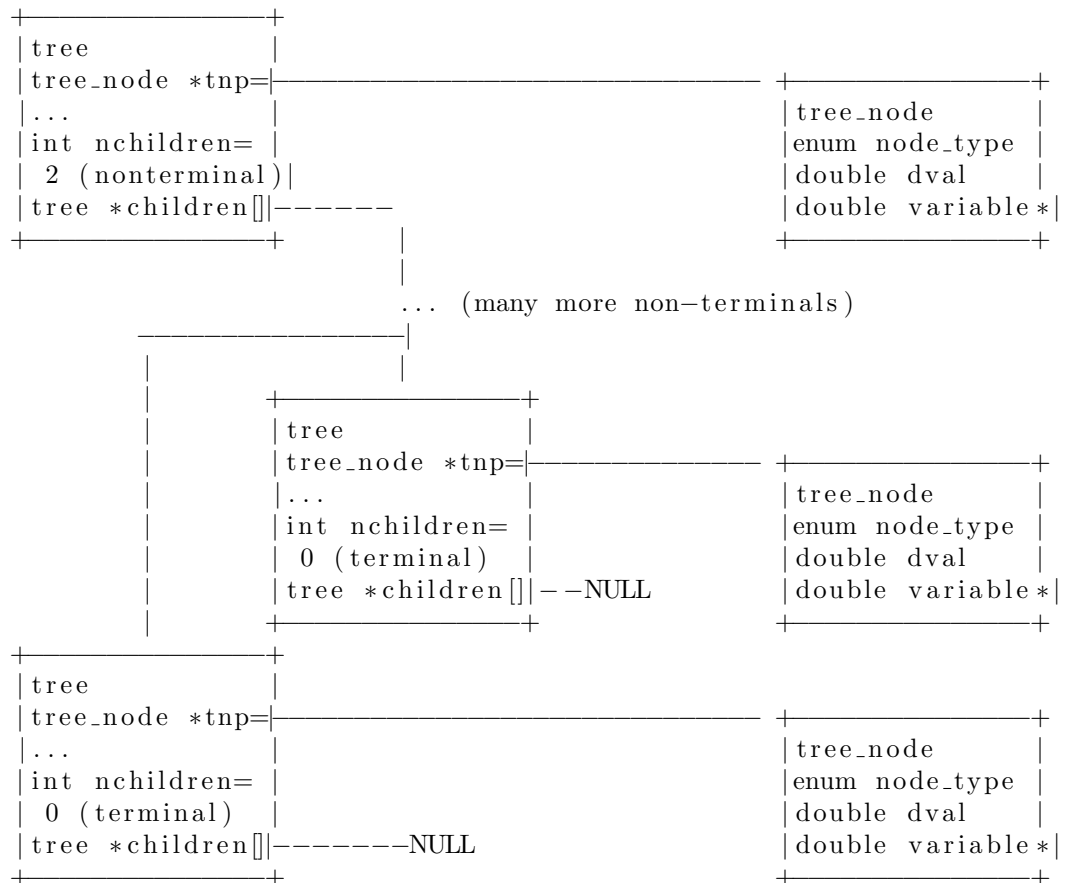 tree
tree_node *tnp=
... tree_node
int nchildren= enum node_type
2 (nonterminal) double dval
tree *children[] double variable*
... (many more non-terminals)
tree
tree_node *tnp=
... tree_node
int nchildren= enum node_type
0 (terminal) double dval
tree *children[] --NULL double variable*
tree
tree_node *tnp=
... tree_node
int nchildren= enum node_type
0 (terminal) double dval
tree *children[]-------NULL double variable*